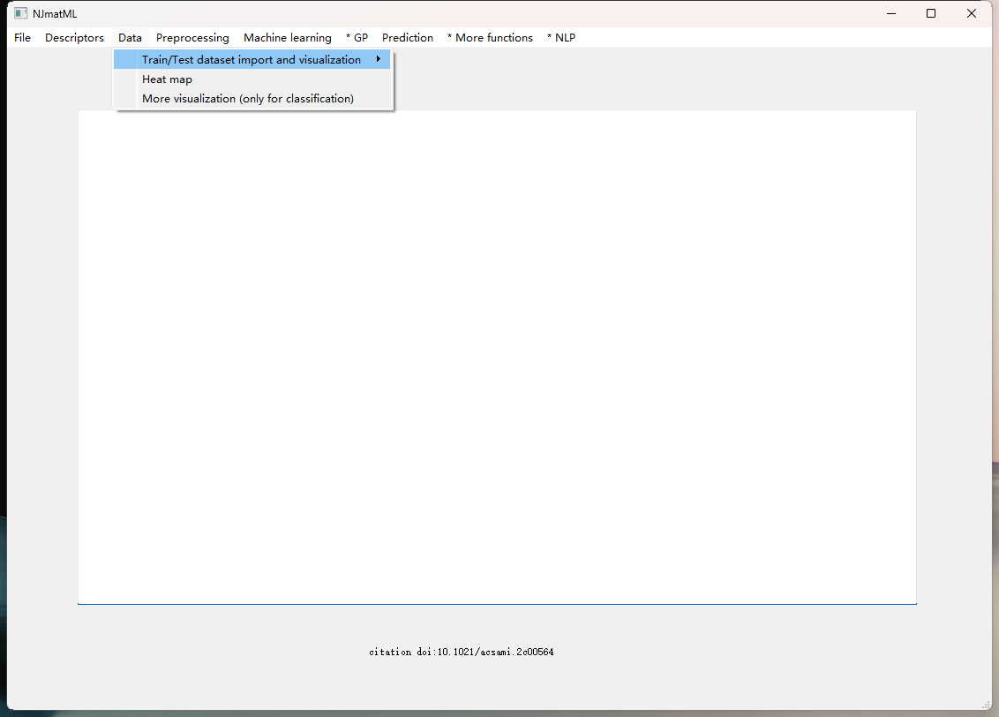 NJmatML
File Descriptors Data Preprocessing Machine learning * GP Prediction * More functions * NLP
Train/Test dataset import and visualization
Heat map
More visualization (only for classification)
citation doi:10.1021/acsami.2c00564